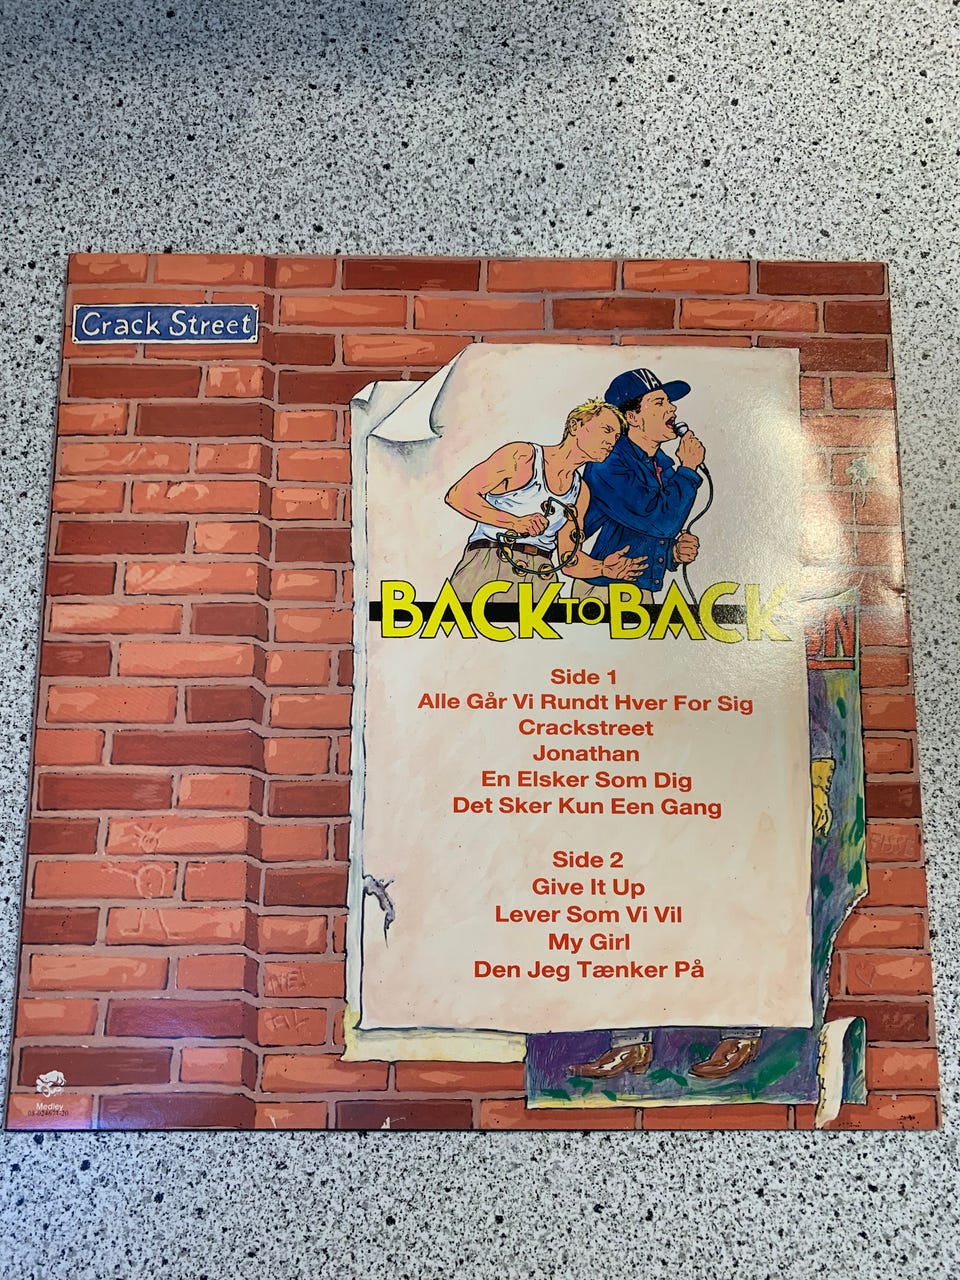 Crack Street
VA
BACK TO BACK
Side 1
Alle Går Vi Rundt Hver For Sig
Crackstreet
Jonathan
En Elsker Som Dig
Det Sker Kun Een Gang
Side 2
Give It Up
Lever Som Vi Vil
My Girl
Den Jeg Tænker På
Medley